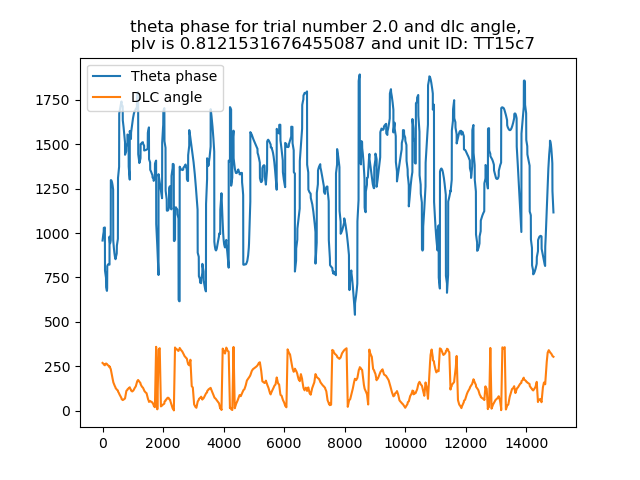 theta phase for trial number 2.0 and dlc angle,
plv is 0.8121531676455087 and unit ID: TT15c7
Theta phase
DLC angle
1750
1500
1250
1000
750
500
250
0
0 2000 4000 6000 8000 10000 12000 14000